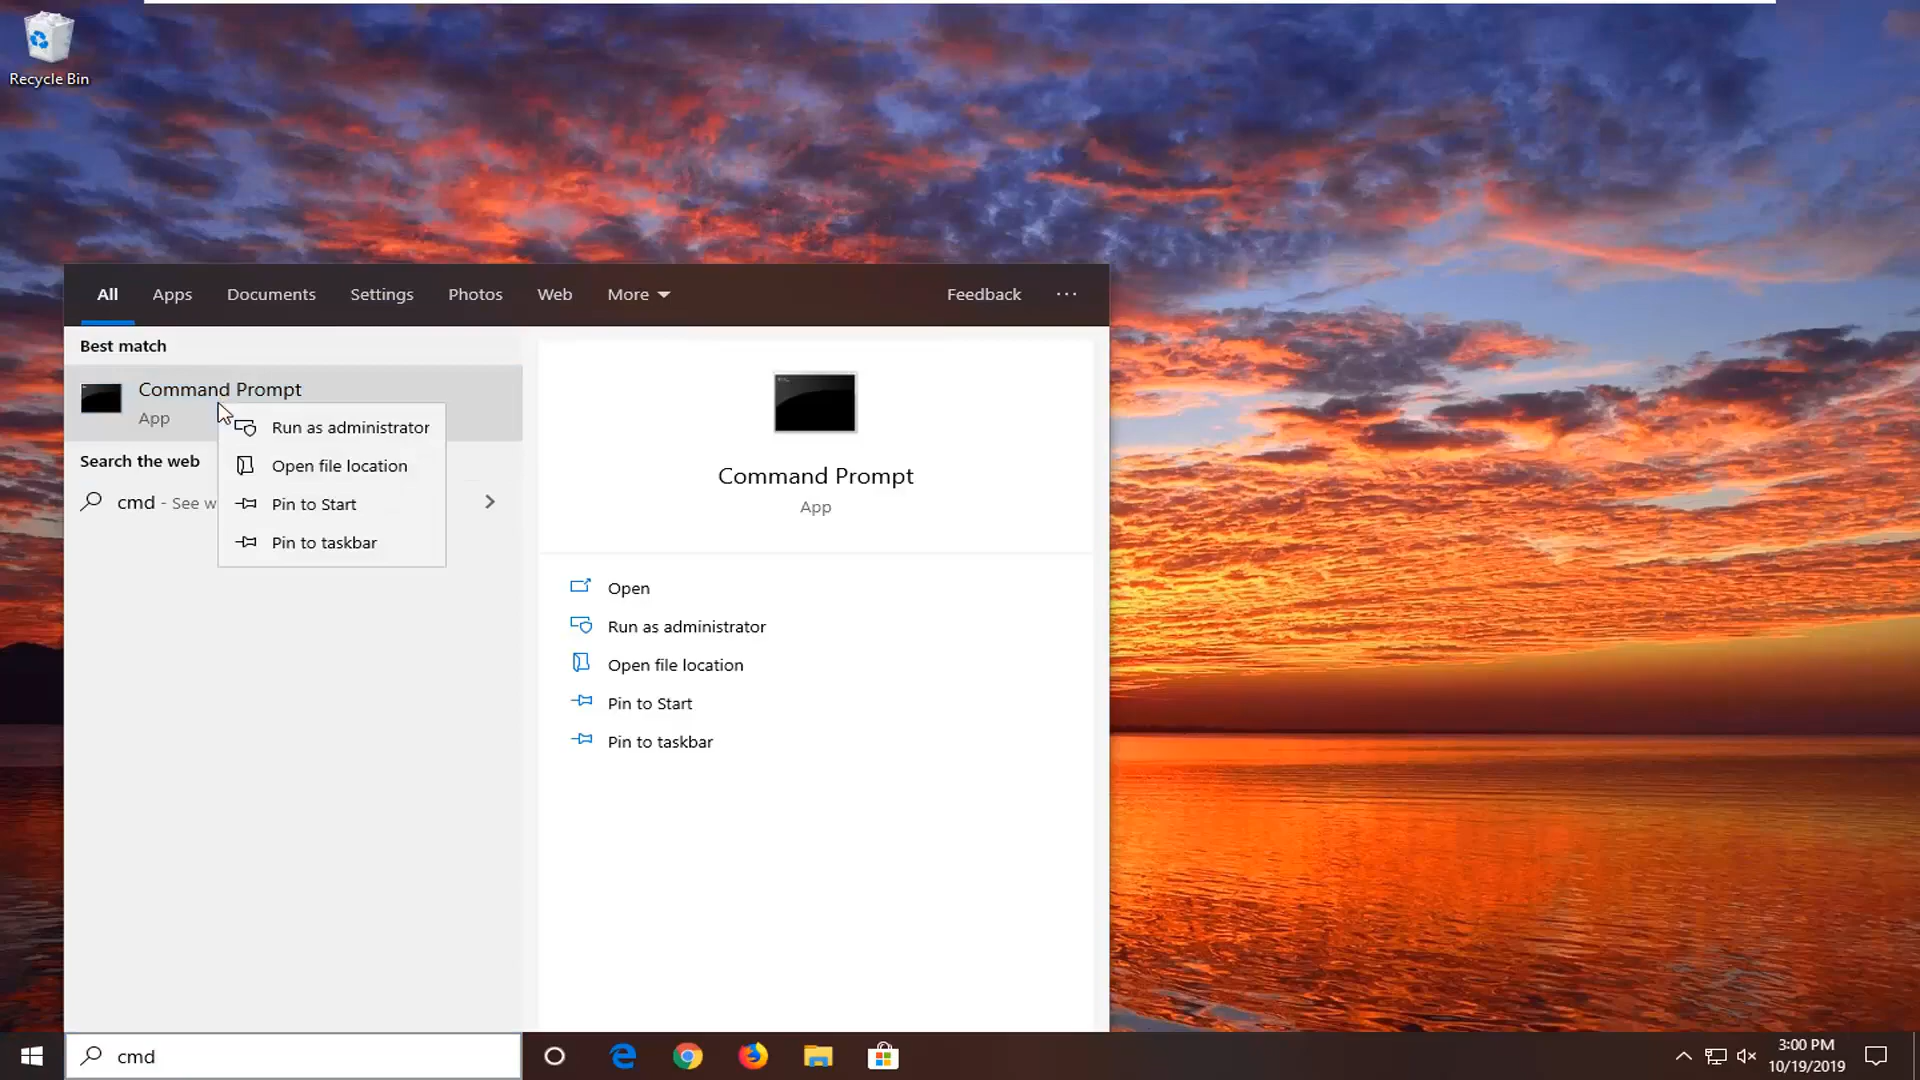 Recycle Bin
All Apps Documents Settings Photos Web More Feedback
Best match
Command Prompt
App
Search the web
cmd - See w
Run as administrator
Open file location
Pin to Start
Pin to taskbar
Command Prompt
App
Open
Run as administrator
Open file location
Pin to Start
Pin to taskbar
cmd
3:00 PM
10/19/2019